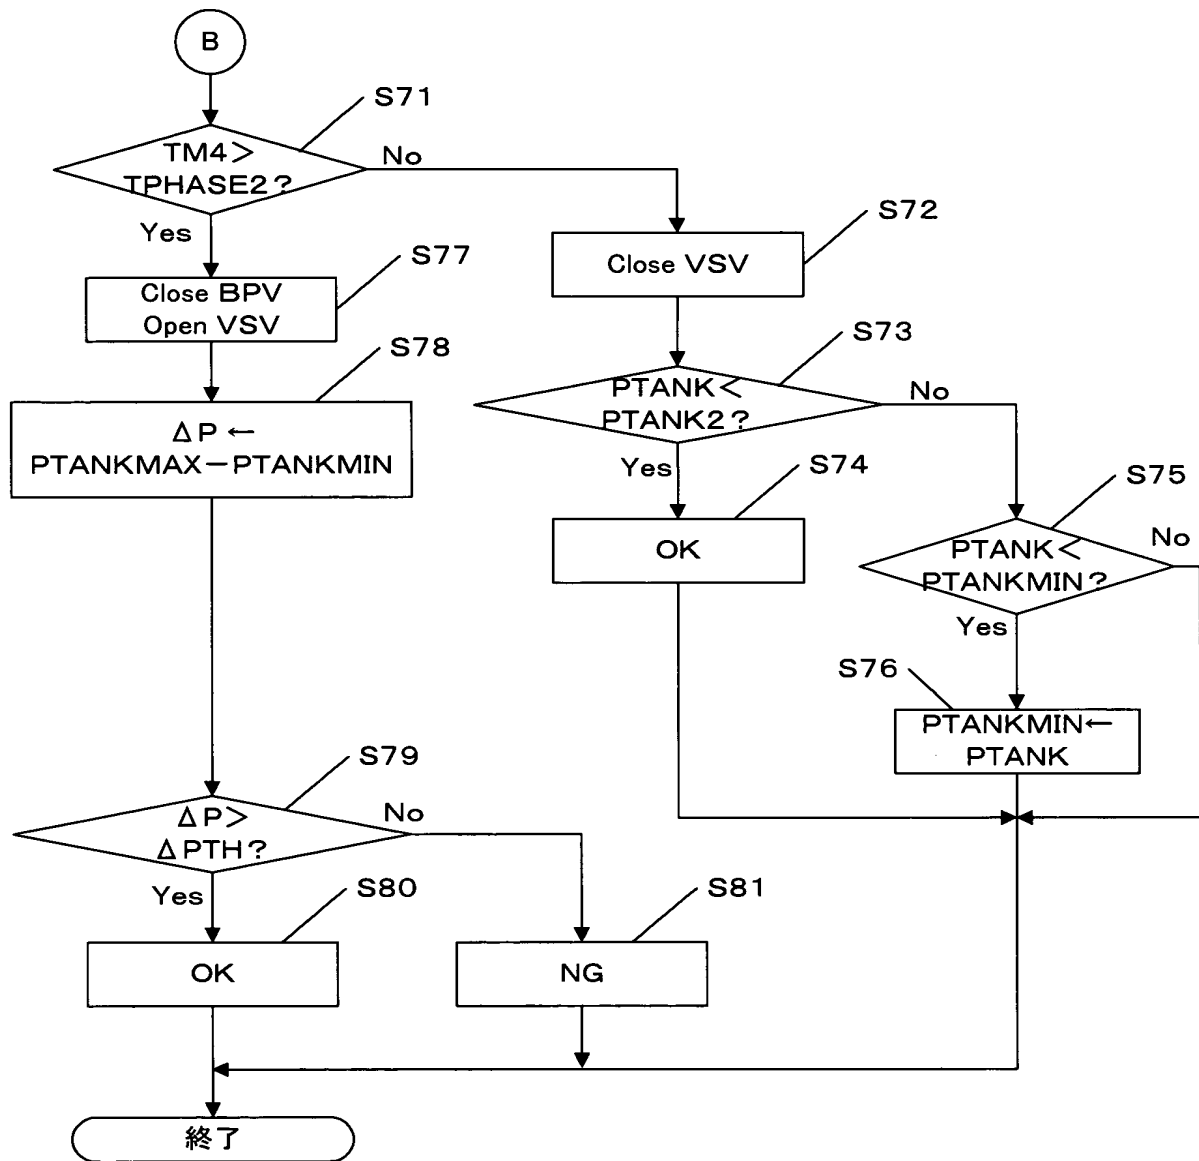 B
S71
TM4>
TPHASE2?
No
Yes
S72
Close VSV
S77
Close BPV
Open VSV
S73
PTANK<
PTANK2?
No
Yes
S78
ΔP←
PTANKMAX−PTANKMIN
S74
OK
S75
PTANK<
PTANKMIN?
No
Yes
S76
PTANKMIN←
PTANK
S79
ΔP>
ΔPTH?
No
Yes
S80
OK
S81
NG
終了